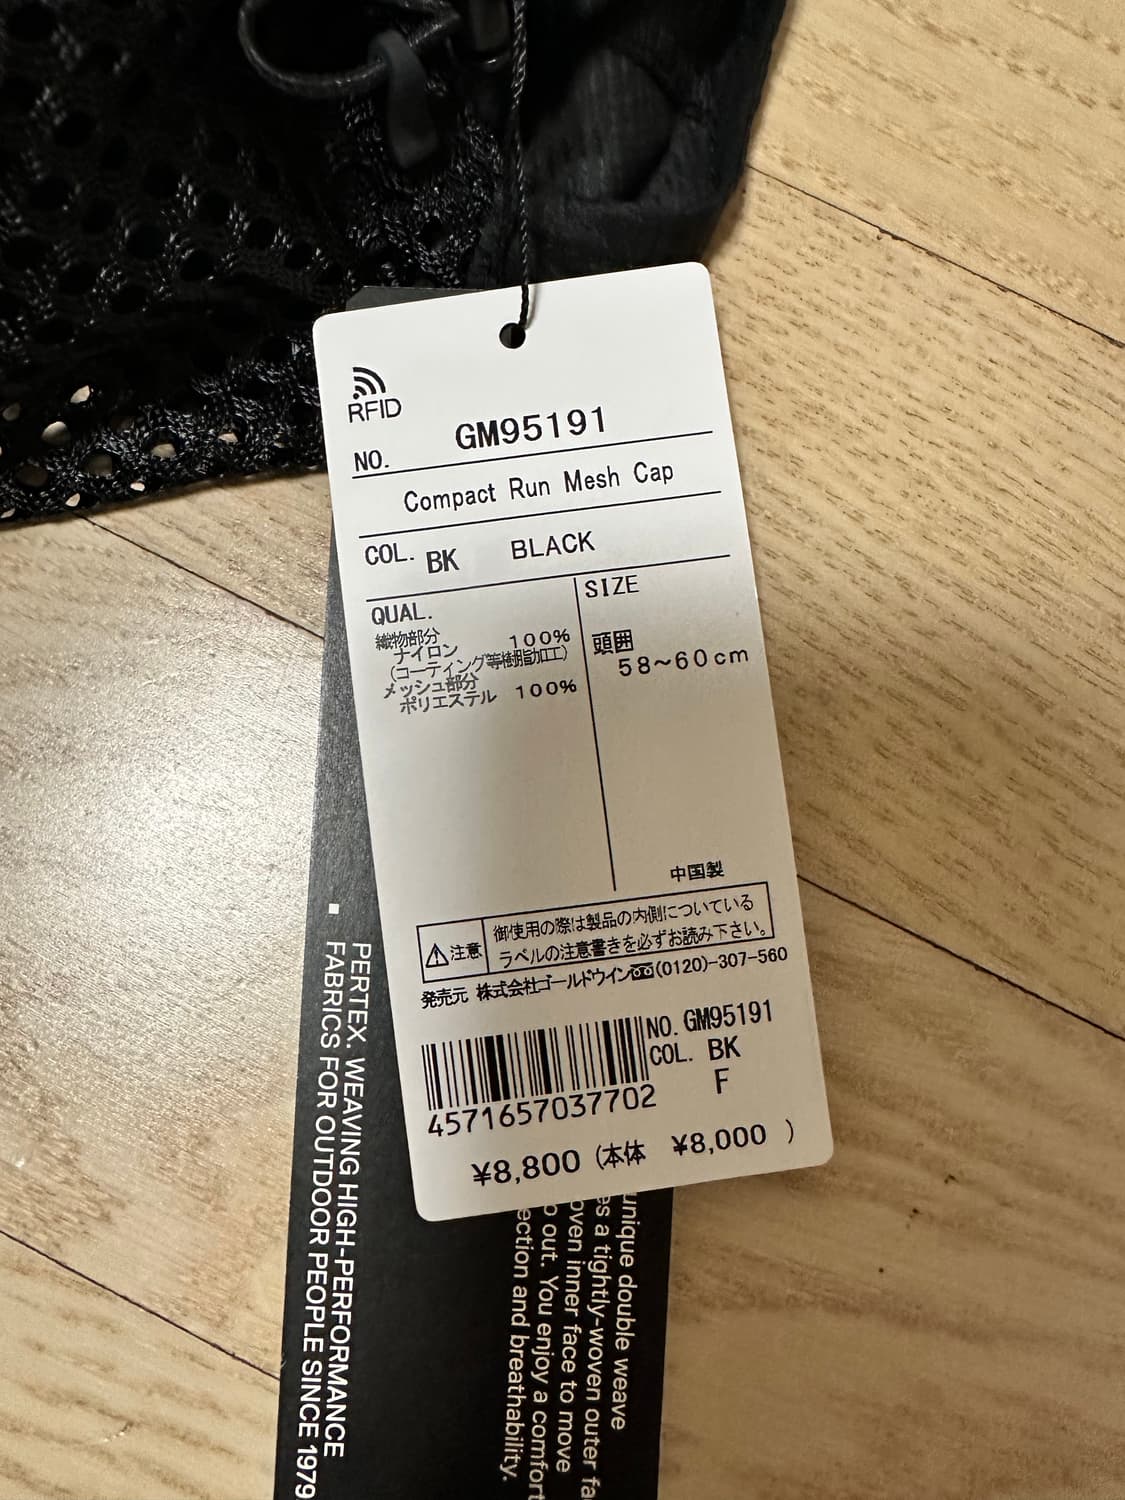 RFID
NO. GM95191
Compact Run Mesh Cap
COL. BK BLACK
QUAL.
織物部分
ナイロン 100%
(コーティング等樹脂加工)
メッシュ部分
ポリエステル 100%
SIZE
頭囲
58~60cm
中国製
注意
御使用の際は製品の内側についている
ラベルの注意書きを必ずお読み下さい。
発売元 株式会社ゴールドウイン (0120)-307-560
NO. GM95191
COL. BK
F
4571657037702
¥8,800 (本体 ¥8,000 )
PERTEX. WEAVING HIGH-PERFORMANCE
FABRICS FOR OUTDOOR PEOPLE SINCE 1979
unique double weave
a tightly-woven outer
inner face to move
out. You enjoy a
and breathability.